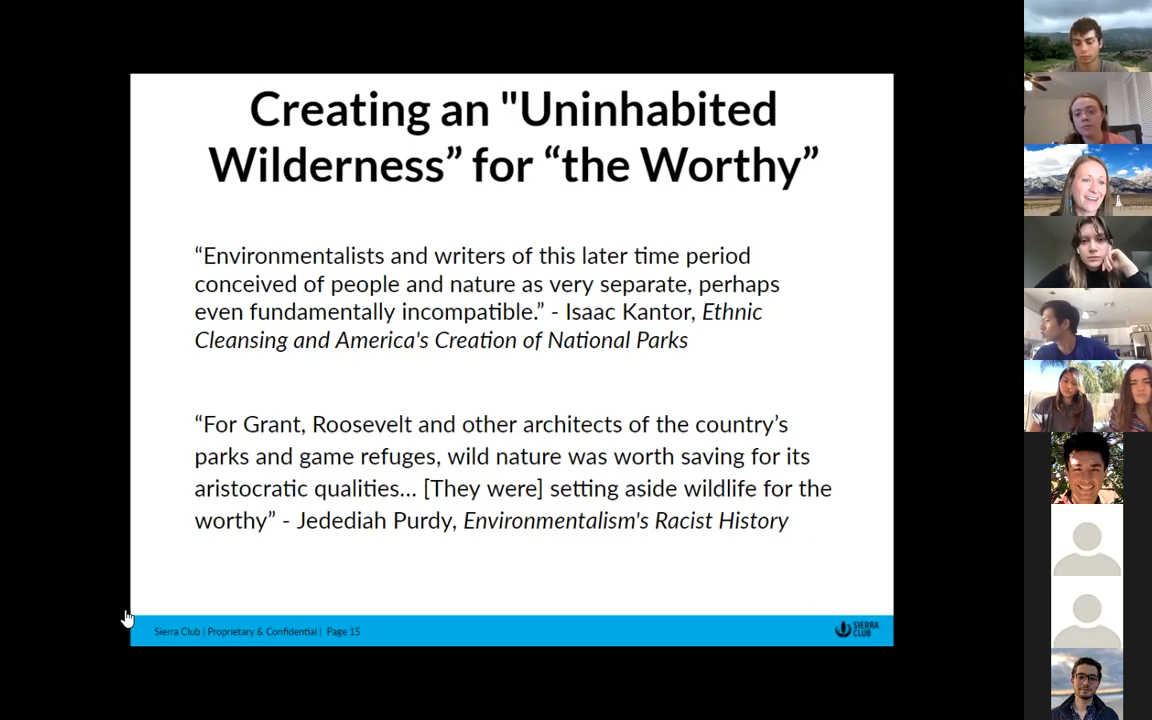 Creating an "Uninhabited
Wilderness” for “the Worthy”
“Environmentalists and writers of this later time period
conceived of people and nature as very separate, perhaps
even fundamentally incompatible.” - Isaac Kantor, Ethnic
Cleansing and America's Creation of National Parks
“For Grant, Roosevelt and other architects of the country’s
parks and game refuges, wild nature was worth saving for its
aristocratic qualities... [They were] setting aside wildlife for the
worthy” - Jedediah Purdy, Environmentalism's Racist History
Sierra Club | Proprietary & Confidential | Page 15
SIERRA
CLUB